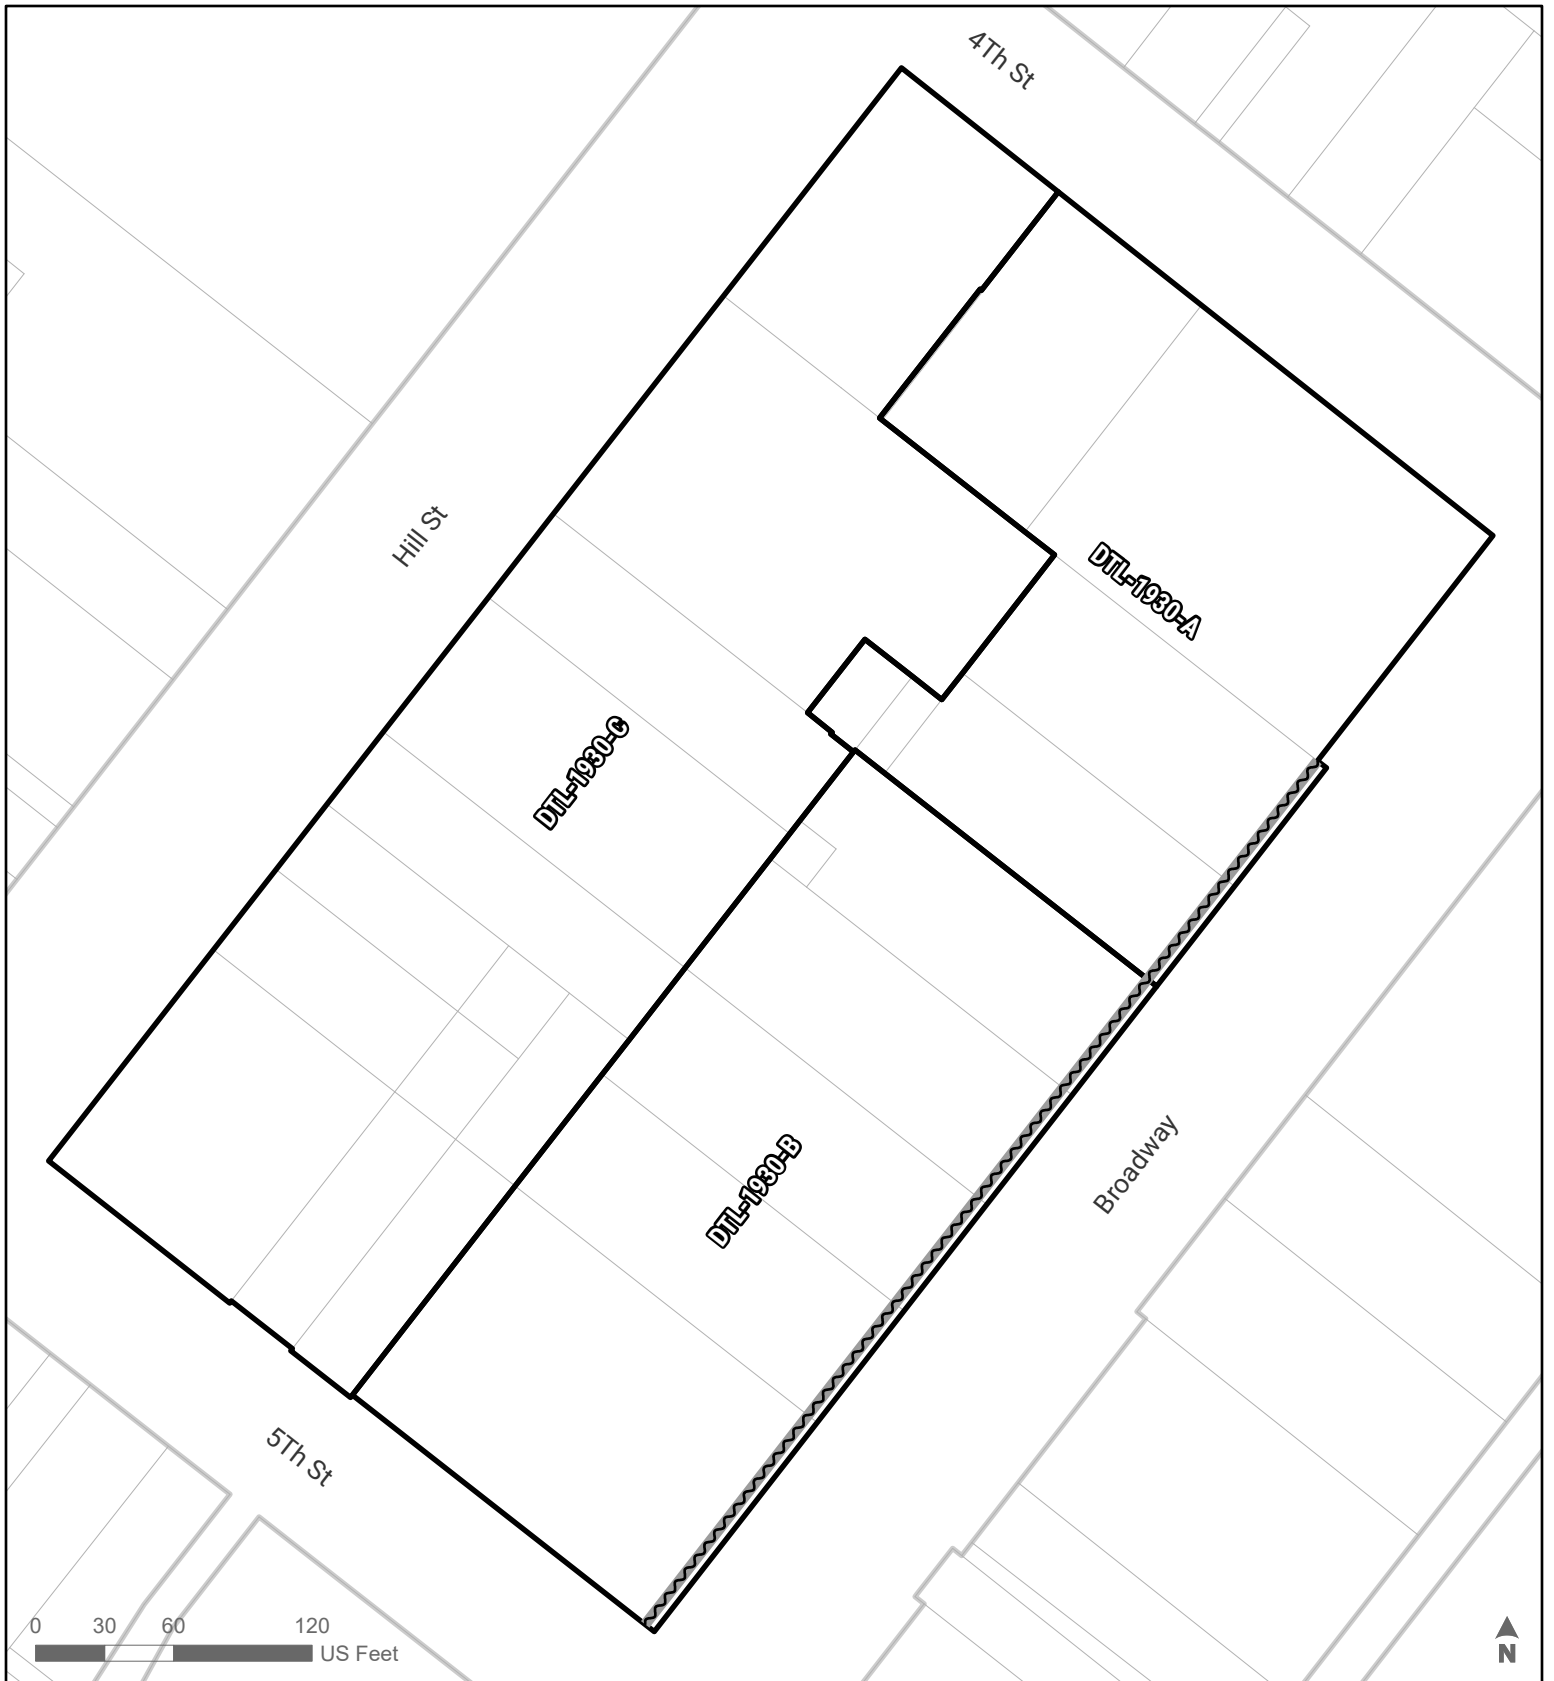 4Th St
Hill St
DTL-1930-A
DTL-1930-C
DTL-1930-B
Broadway
5Th St
0 30 60 120
US Feet
N